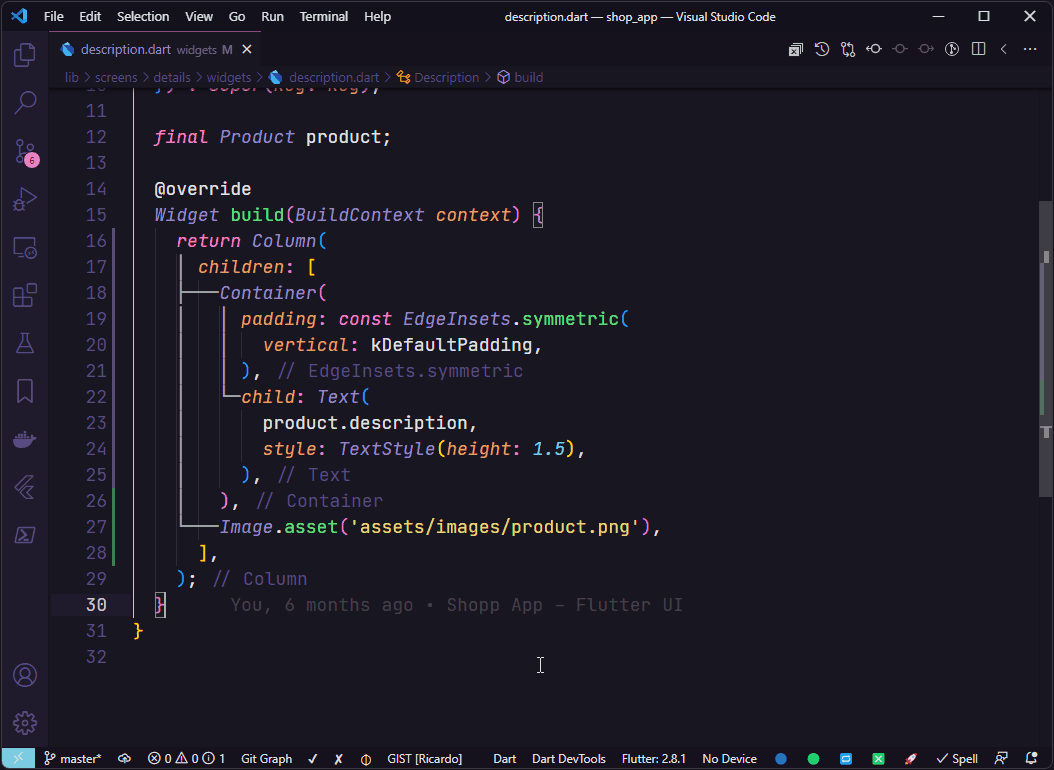 File Edit Selection View Go Run Terminal Help description.dart — shop_app — Visual Studio Code
description.dart widgets M
lib > screens > details > widgets > description.dart > Description > build
10 }) : super(key: key);
11
12 final Product product;
13
14 @override
15 Widget build(BuildContext context) {
16 return Column(
17 children: [
18 Container(
19 padding: const EdgeInsets.symmetric(
20 vertical: kDefaultPadding,
21 ), // EdgeInsets.symmetric
22 child: Text(
23 product.description,
24 style: TextStyle(height: 1.5),
25 ), // Text
26 ), // Container
27 Image.asset('assets/images/product.png'),
28 ],
29 ); // Column
30 } You, 6 months ago • Shopp App – Flutter UI
31 }
32
6
master* 0 0 1 Git Graph GIST [Ricardo] Dart Dart DevTools Flutter: 2.8.1 No Device Spell